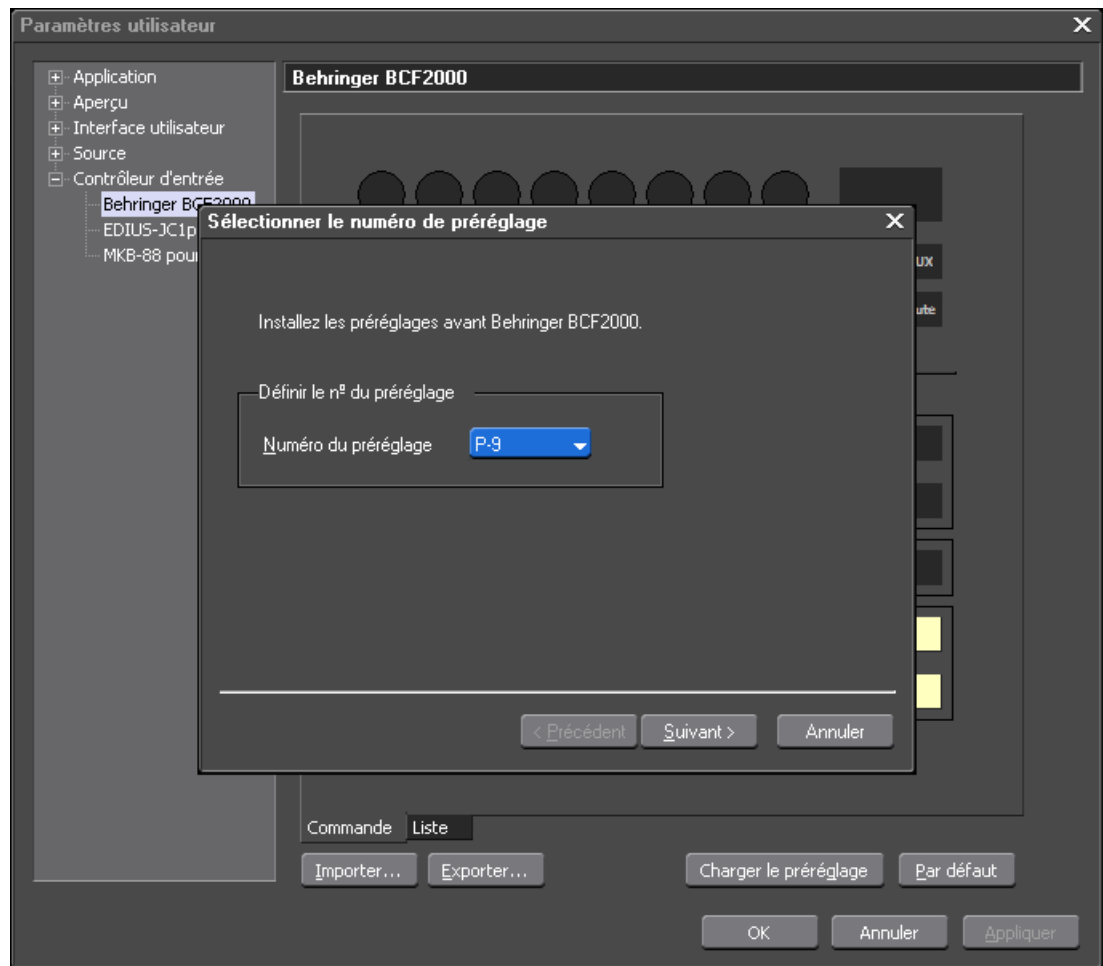 Paramètres utilisateur
Application
Aperçu
Interface utilisateur
Source
Contrôleur d'entrée
Behringer BCF2000
EDIUS-JC1p
MKB-88 pour
Behringer BCF2000
Sélectionner le numéro de préréglage
Installez les préréglages avant Behringer BCF2000.
Définir le nº du préréglage
Numéro du préréglage P-9
< Précédent Suivant > Annuler
ux
ute
Commande Liste
Importer... Exporter... Charger le préréglage Par défaut
OK Annuler Appliquer